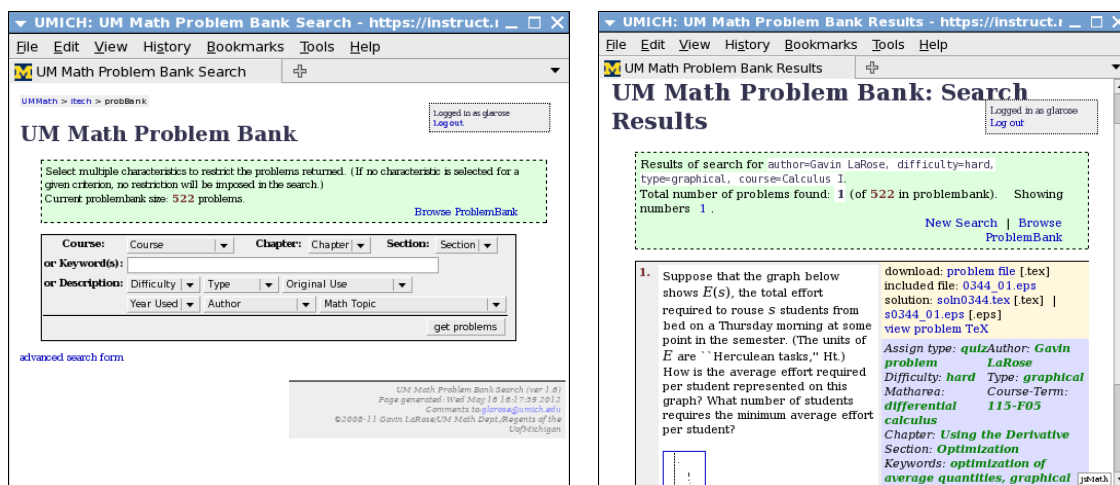 UMICH: UM Math Problem Bank Search - https://instruct.
File Edit View History Bookmarks Tools Help
UM Math Problem Bank Search
UMMath > itech > probBank
Logged in as glarose
Log out
UM Math Problem Bank
Select multiple characteristics to restrict the problems returned. (If no characteristic is selected for a
given criterion, no restriction will be imposed in the search.)
Current problembank size: 522 problems.
Browse ProblemBank
Course: Course Chapter: Chapter Section: Section
or Keyword(s):
or Description: Difficulty Type Original Use
Year Used Author Math Topic
get problems
advanced search form
UM Math Problem Bank Search (ver 1.6)
Page generated: Wed May 16 16:17:59 2012
Comments to:glarose@umich.edu
©2008-11 Gavin LaRose/UM Math Dept./Regents of the
UofMichigan
UMICH: UM Math Problem Bank Results - https://instruct.
File Edit View History Bookmarks Tools Help
UM Math Problem Bank Results
UM Math Problem Bank: Search
Results
Logged in as glarose
Log out
Results of search for author=Gavin LaRose, difficulty=hard,
type=graphical, course=Calculus I.
Total number of problems found: 1 (of 522 in problembank). Showing
numbers 1 .
New Search | Browse
ProblemBank
1. Suppose that the graph below
shows E(s), the total effort
required to rouse s students from
bed on a Thursday morning at some
point in the semester. (The units of
E are ``Herculean tasks,'' Ht.)
How is the average effort required
per student represented on this
graph? What number of students
requires the minimum average effort
per student?
download: problem file [.tex]
included file: 0344_01.eps
solution: soln0344.tex [.tex] |
s0344_01.eps [.eps]
view problem TeX
Assign type: quiz Author: Gavin
problem LaRose
Difficulty: hard Type: graphical
Matharea: Course-Term:
differential 115-F05
calculus
Chapter: Using the Derivative
Section: Optimization
Keywords: optimization of
average quantities, graphical
jsMath